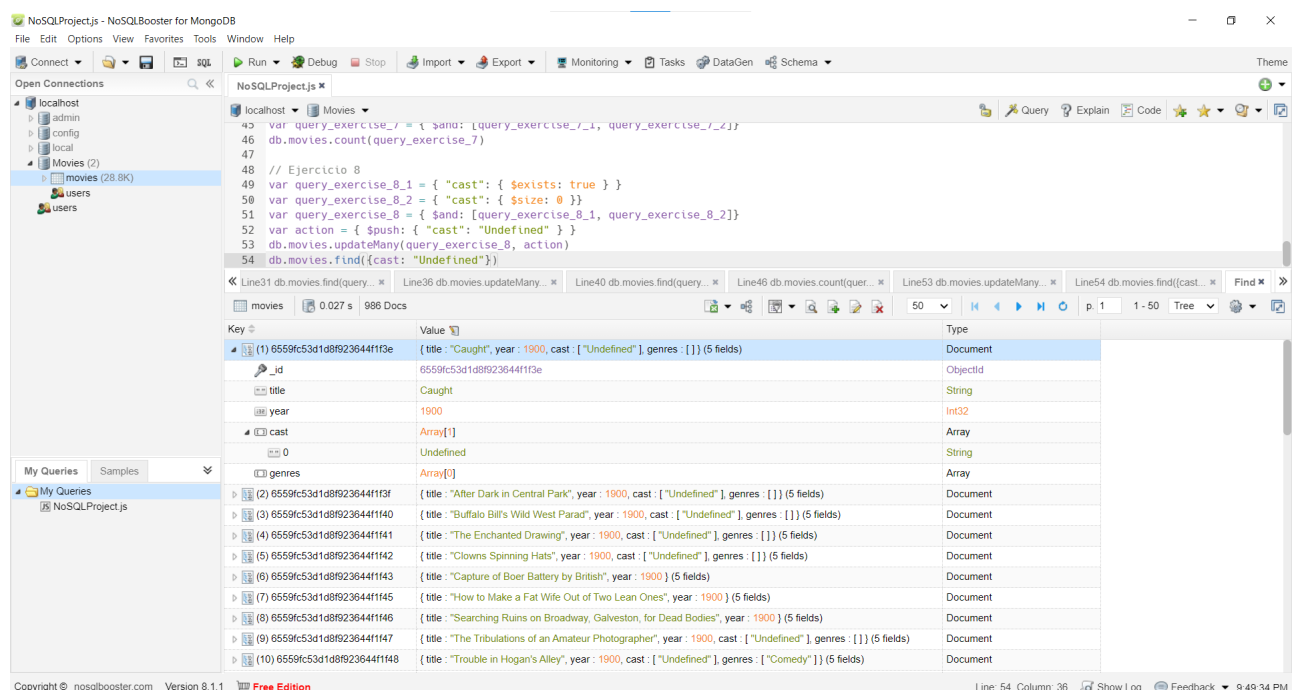 NoSQLProject.js - NoSQLBooster for MongoDB
File Edit Options View Favorites Tools Window Help
Connect SQL Run Debug Stop Import Export Monitoring Tasks DataGen Schema Theme
Open Connections
NoSQLProject.js
localhost
localhost Movies Query Explain Code
admin
config
local
Movies (2)
movies (28.8K)
users
users
45 var query_exercise_7 = { $and: [query_exercise_7_1, query_exercise_7_2]}
46 db.movies.count(query_exercise_7)
47
48 // Ejercicio 8
49 var query_exercise_8_1 = { "cast": { $exists: true } }
50 var query_exercise_8_2 = { "cast": { $size: 0 }}
51 var query_exercise_8 = { $and: [query_exercise_8_1, query_exercise_8_2]}
52 var action = { $push: { "cast": "Undefined" } }
53 db.movies.updateMany(query_exercise_8, action)
54 db.movies.find({cast: "Undefined"})
Line31 db.movies.find(query... Line36 db.movies.updateMany... Line40 db.movies.find(query... Line46 db.movies.count(quer... Line53 db.movies.updateMany... Line54 db.movies.find({cast... Find
movies 0.027 s 986 Docs 50 p. 1 1 - 50 Tree
Key Value Type
(1) 6559fc53d1d8f923644f1f3e { title : "Caught", year : 1900, cast : [ "Undefined" ], genres : [ ] } (5 fields) Document
_id 6559fc53d1d8f923644f1f3e ObjectId
title Caught String
year 1900 Int32
cast Array[1] Array
0 Undefined String
genres Array[0] Array
(2) 6559fc53d1d8f923644f1f3f { title : "After Dark in Central Park", year : 1900, cast : [ "Undefined" ], genres : [ ] } (5 fields) Document
(3) 6559fc53d1d8f923644f1f40 { title : "Buffalo Bill's Wild West Parad", year : 1900, cast : [ "Undefined" ], genres : [ ] } (5 fields) Document
(4) 6559fc53d1d8f923644f1f41 { title : "The Enchanted Drawing", year : 1900, cast : [ "Undefined" ], genres : [ ] } (5 fields) Document
(5) 6559fc53d1d8f923644f1f42 { title : "Clowns Spinning Hats", year : 1900, cast : [ "Undefined" ], genres : [ ] } (5 fields) Document
(6) 6559fc53d1d8f923644f1f43 { title : "Capture of Boer Battery by British", year : 1900 } (5 fields) Document
(7) 6559fc53d1d8f923644f1f45 { title : "How to Make a Fat Wife Out of Two Lean Ones", year : 1900 } (5 fields) Document
(8) 6559fc53d1d8f923644f1f46 { title : "Searching Ruins on Broadway, Galveston, for Dead Bodies", year : 1900 } (5 fields) Document
(9) 6559fc53d1d8f923644f1f47 { title : "The Tribulations of an Amateur Photographer", year : 1900, cast : [ "Undefined" ], genres : [ ] } (5 fields) Document
(10) 6559fc53d1d8f923644f1f48 { title : "Trouble in Hogan's Alley", year : 1900, cast : [ "Undefined" ], genres : [ "Comedy" ] } (5 fields) Document
My Queries Samples
My Queries
NoSQLProject.js
Copyright © nosqlbooster.com Version 8.1.1 Free Edition Line: 54, Column: 36 Show Log Feedback 9:49:34 PM